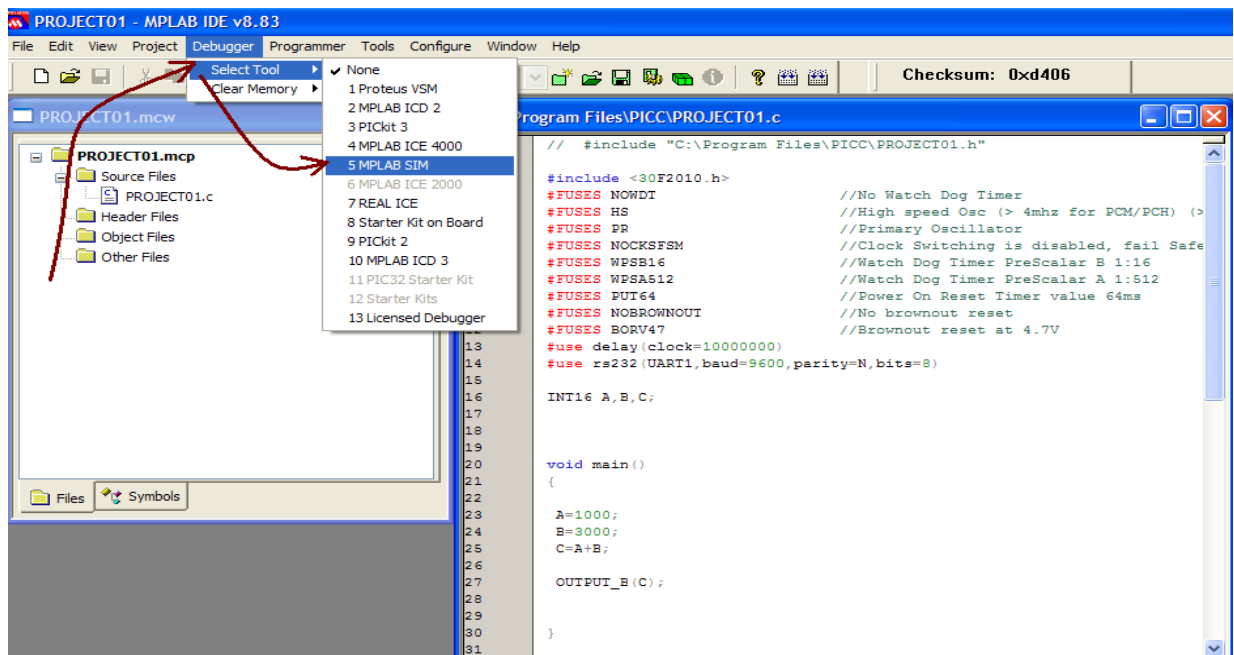 PROJECT01 - MPLAB IDE v8.83
File Edit View Project Debugger Programmer Tools Configure Window Help
Checksum: 0xd406
Select Tool
Clear Memory
None
1 Proteus VSM
2 MPLAB ICD 2
3 PICkit 3
4 MPLAB ICE 4000
5 MPLAB SIM
6 MPLAB ICE 2000
7 REAL ICE
8 Starter Kit on Board
9 PICkit 2
10 MPLAB ICD 3
11 PIC32 Starter Kit
12 Starter Kits
13 Licensed Debugger
PROJECT01.mcw
PROJECT01.mcp
Source Files
PROJECT01.c
Header Files
Object Files
Other Files
Files Symbols
Program Files\PICC\PROJECT01.c
// #include "C:\Program Files\PICC\PROJECT01.h"
#include <30F2010.h>
#FUSES NOWDT //No Watch Dog Timer
#FUSES HS //High speed Osc (> 4mhz for PCM/PCH) (>
#FUSES PR //Primary Oscillator
#FUSES NOCKSFSM //Clock Switching is disabled, fail Safe
#FUSES WPSB16 //Watch Dog Timer PreScalar B 1:16
#FUSES WPSA512 //Watch Dog Timer PreScalar A 1:512
#FUSES PUT64 //Power On Reset Timer value 64ms
#FUSES NOBROWNOUT //No brownout reset
#FUSES BORV47 //Brownout reset at 4.7V
13 #use delay(clock=10000000)
14 #use rs232(UART1,baud=9600,parity=N,bits=8)
15
16 INT16 A,B,C;
17
18
19
20 void main()
21 {
22
23 A=1000;
24 B=3000;
25 C=A+B;
26
27 OUTPUT_B(C);
28
29
30 }
31